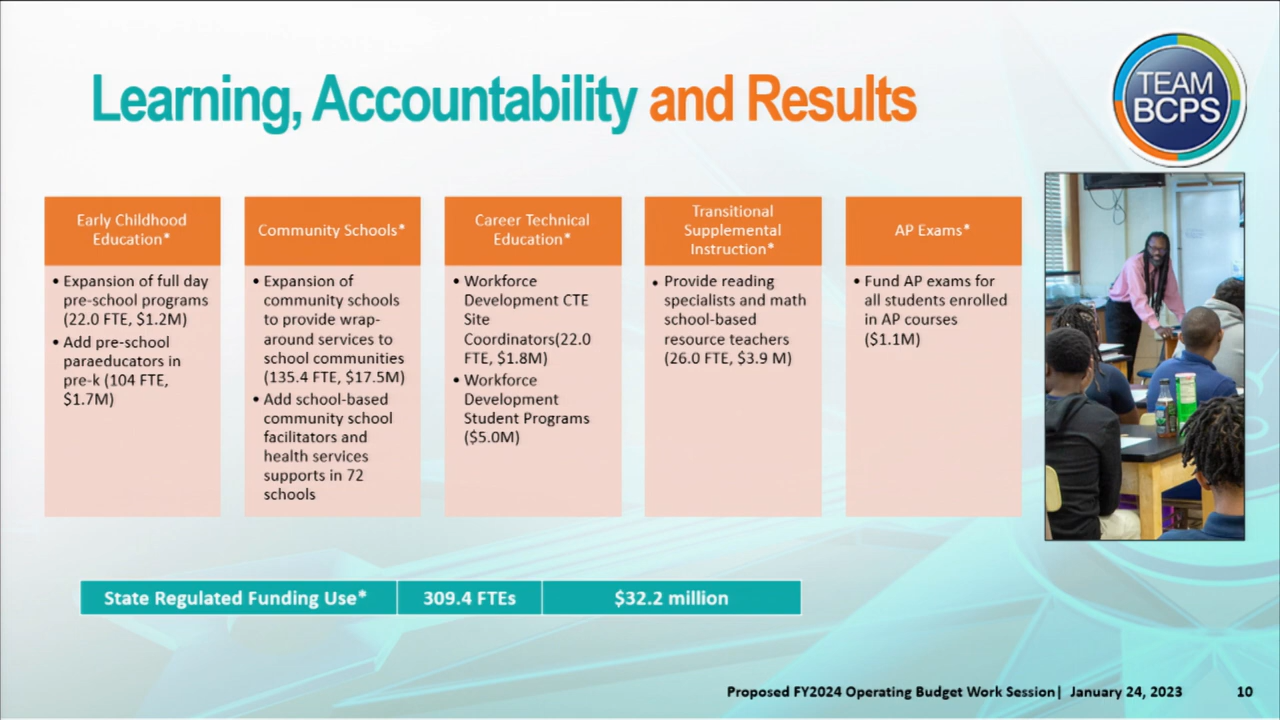 Learning, Accountability and Results
TEAM
BCPS
Early Childhood
Education*
• Expansion of full day
pre-school programs
(22.0 FTE, $1.2M)
• Add pre-school
paraeducators in
pre-k (104 FTE,
$1.7M)
Community Schools*
• Expansion of
community schools
to provide wrap-
around services to
school communities
(135.4 FTE, $17.5M)
• Add school-based
community school
facilitators and
health services
supports in 72
schools
Career Technical
Education*
• Workforce
Development CTE
Site
Coordinators(22.0
FTE, $1.8M)
• Workforce
Development
Student Programs
($5.0M)
Transitional
Supplemental
Instruction*
• Provide reading
specialists and math
school-based
resource teachers
(26.0 FTE, $3.9 M)
AP Exams*
• Fund AP exams for
all students enrolled
in AP courses
($1.1M)
State Regulated Funding Use* 309.4 FTEs $32.2 million
Proposed FY2024 Operating Budget Work Session| January 24, 2023 10